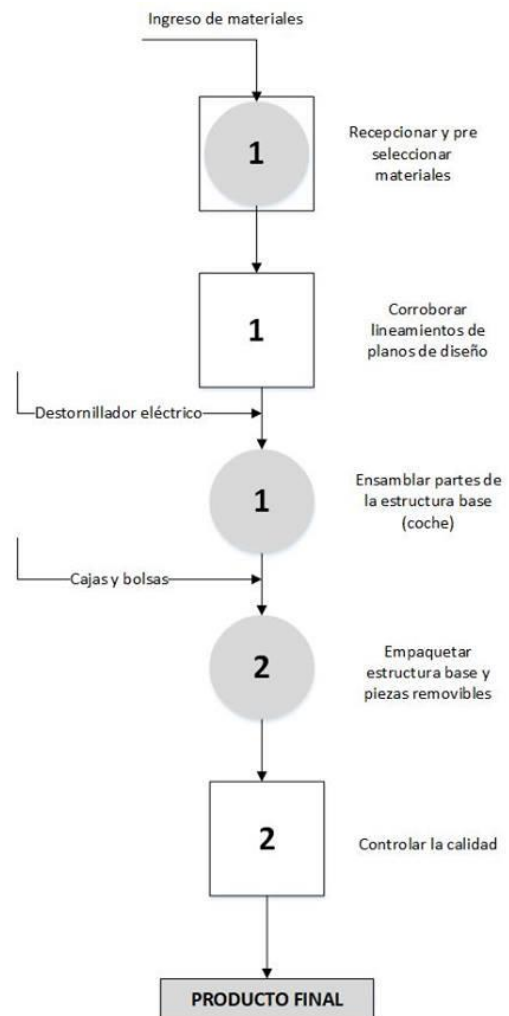 Ingreso de materiales
1
Recepcionar y pre
seleccionar
materiales
1
Corroborar
lineamientos de
planos de diseño
Destornillador eléctrico
1
Ensamblar partes de
la estructura base
(coche)
Cajas y bolsas
2
Empaquetar
estructura base y
piezas removibles
2
Controlar la calidad
PRODUCTO FINAL